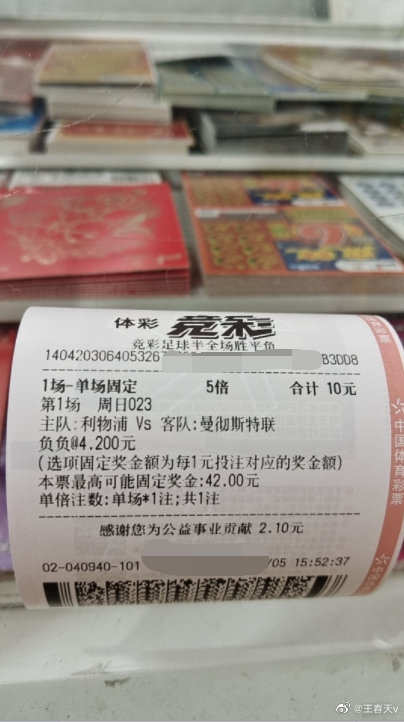 体彩 竞彩
竞彩足球半全场胜平负
140420306405326 B3DD8
1场-单场固定 5倍 合计 10元
第1场 周日023
主队:利物浦 Vs 客队:曼彻斯特联
负负@4.200元
(选项固定奖金额为每1元投注对应的奖金额)
本票最高可能固定奖金:42.00元
单倍注数:单场*1注;共1注
感谢您为公益事业贡献 2.10元
02-040940-101 /05 15:52:37
中国体育彩票
@王春天v